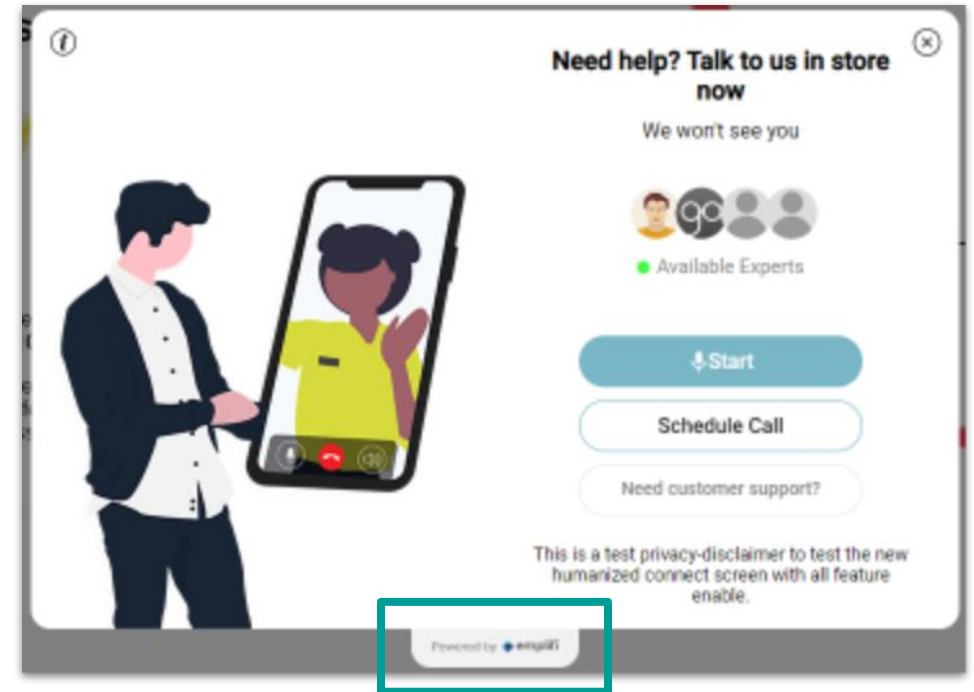 Need help? Talk to us in store
now
We won't see you
go
Available Experts
Start
Schedule Call
Need customer support?
This is a test privacy-disclaimer to test the new
humanized connect screen with all feature
enable.
Powered by emplifi